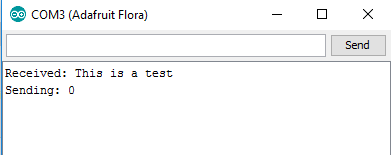 COM3 (Adafruit Flora)
Send
Received: This is a test
Sending: 0